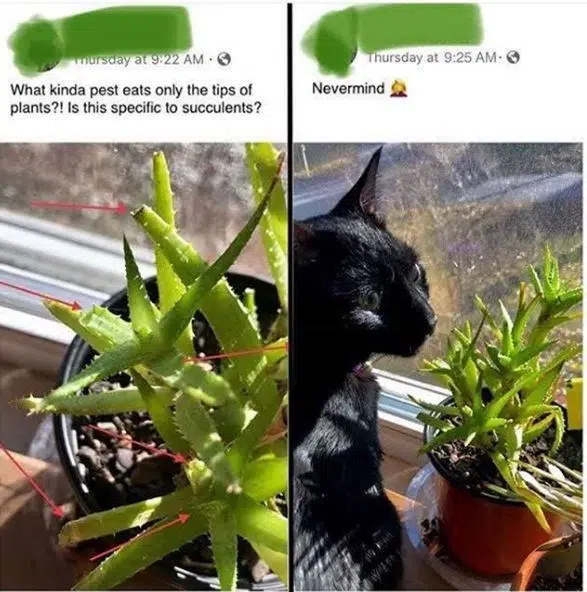 Thursday at 9:22 AM ·
What kinda pest eats only the tips of
plants?! Is this specific to succulents?
Thursday at 9:25 AM ·
Nevermind 🤦‍♀️